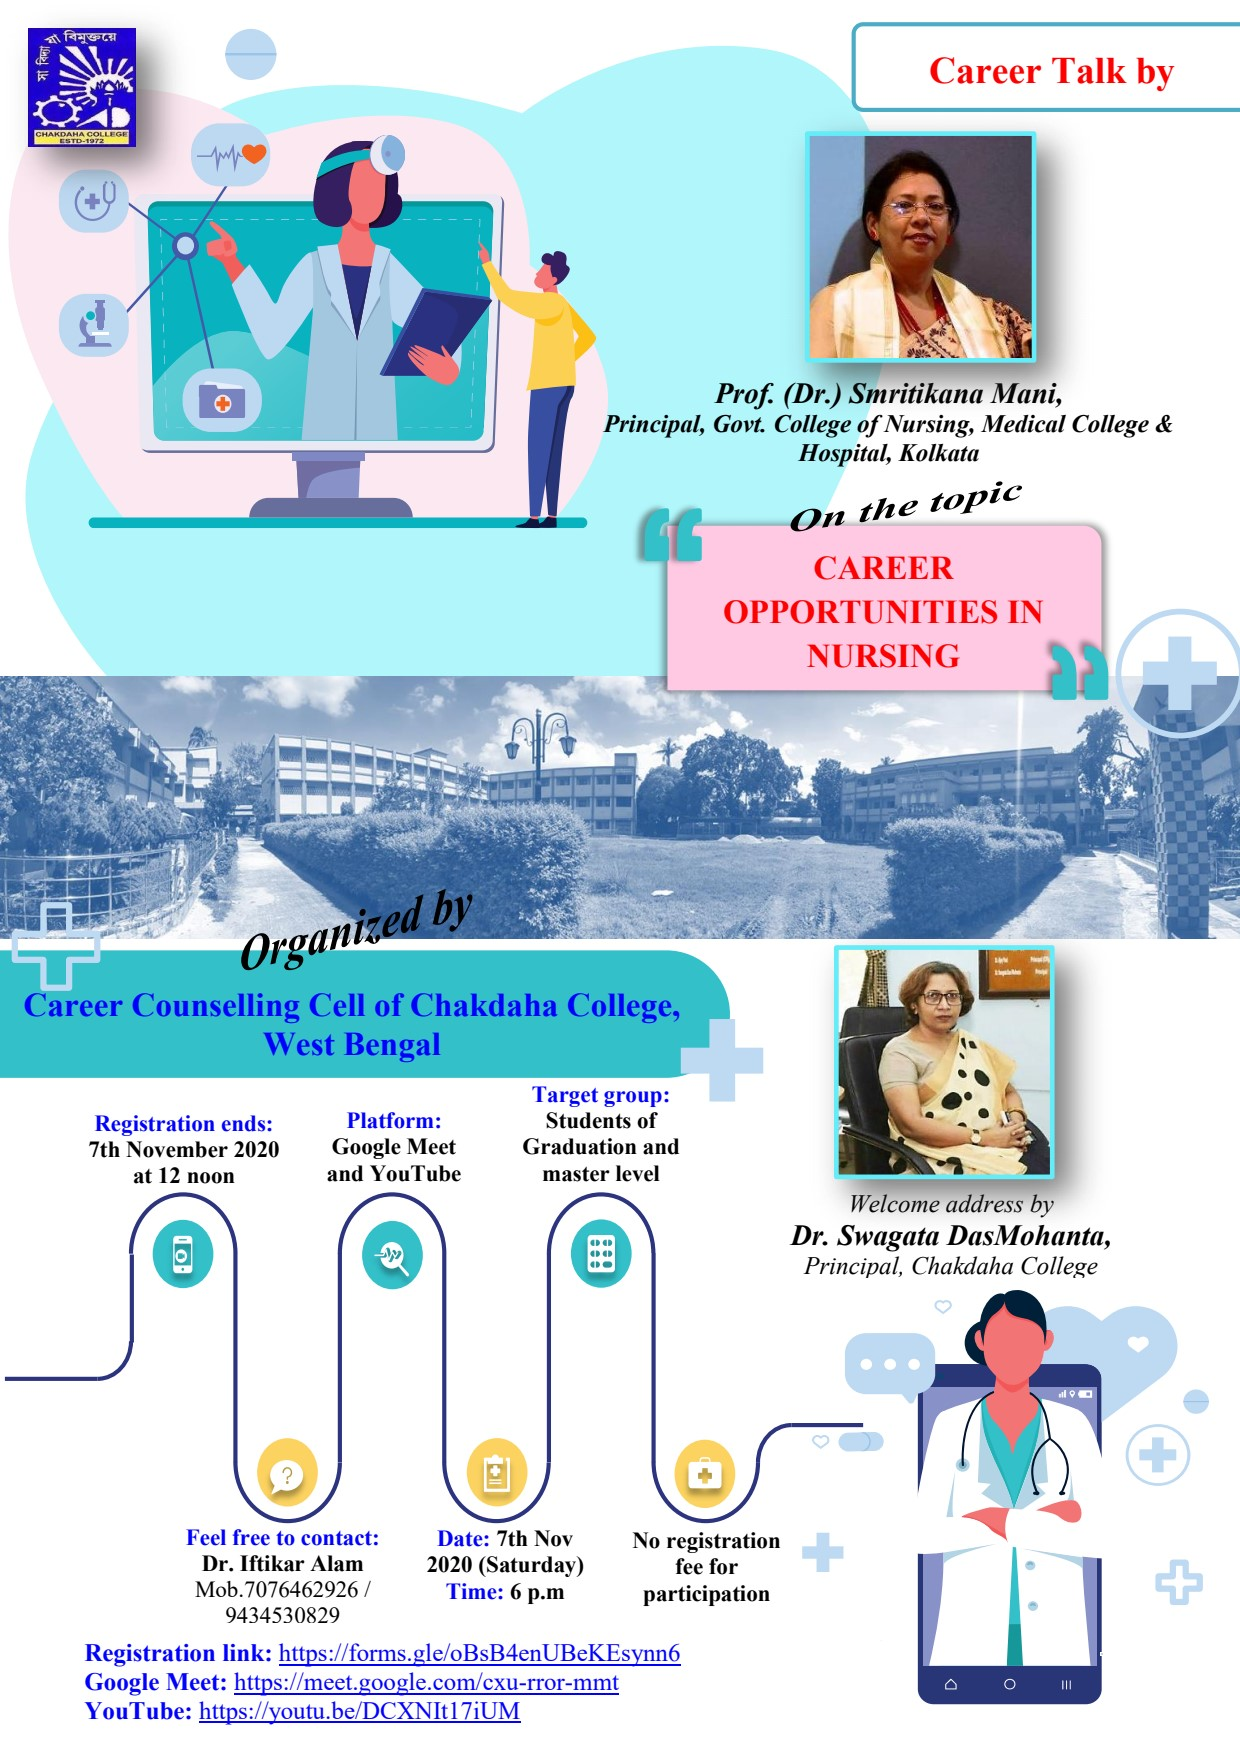 সা বিদ্যা যা বিমুক্তয়ে
CHAKDAHA COLLEGE
ESTD-1972
Career Talk by
Prof. (Dr.) Smritikana Mani,
Principal, Govt. College of Nursing, Medical College &
Hospital, Kolkata
On the topic
“
CAREER
OPPORTUNITIES IN
NURSING
”
Organized by
Career Counselling Cell of Chakdaha College,
West Bengal
Registration ends:
7th November 2020
at 12 noon
Platform:
Google Meet
and YouTube
Target group:
Students of
Graduation and
master level
Welcome address by
Dr. Swagata DasMohanta,
Principal, Chakdaha College
Feel free to contact:
Dr. Iftikar Alam
Mob.7076462926 /
9434530829
Date: 7th Nov
2020 (Saturday)
Time: 6 p.m
No registration
fee for
participation
Registration link: https://forms.gle/oBsB4enUBeKEsynn6
Google Meet: https://meet.google.com/cxu-rror-mmt
YouTube: https://youtu.be/DCXNIt17iUM